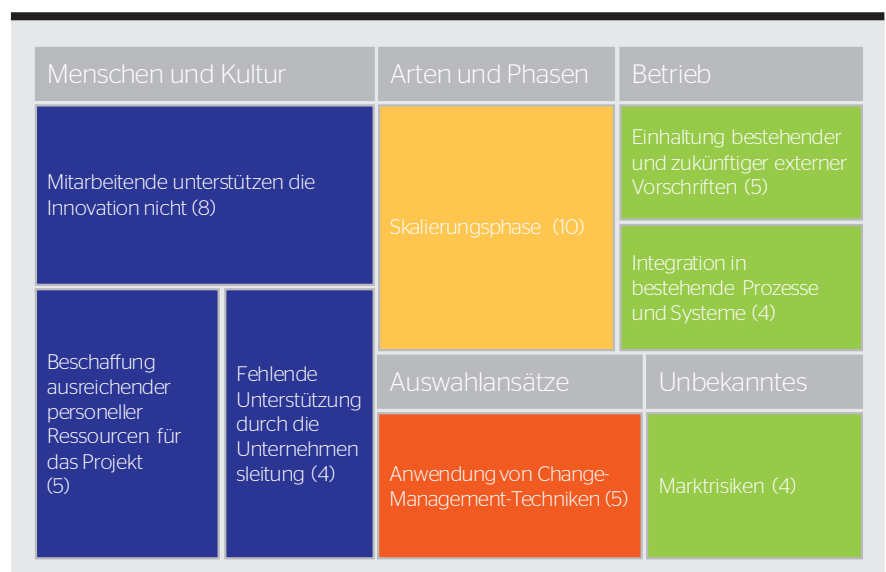 Menschen und Kultur
Mitarbeitende unterstützen die
Innovation nicht (8)
Beschaffung
ausreichender
personeller
Ressourcen für
das Projekt
(5)
Fehlende
Unterstützung
durch die
Unternehmen
sleitung (4)
Arten und Phasen
Skalierungsphase (10)
Betrieb
Einhaltung bestehender
und zukünftiger externer
Vorschriften (5)
Integration in
bestehende Prozesse
und Systeme (4)
Auswahlansätze
Anwendung von Change-
Management-Techniken (5)
Unbekanntes
Marktrisiken (4)